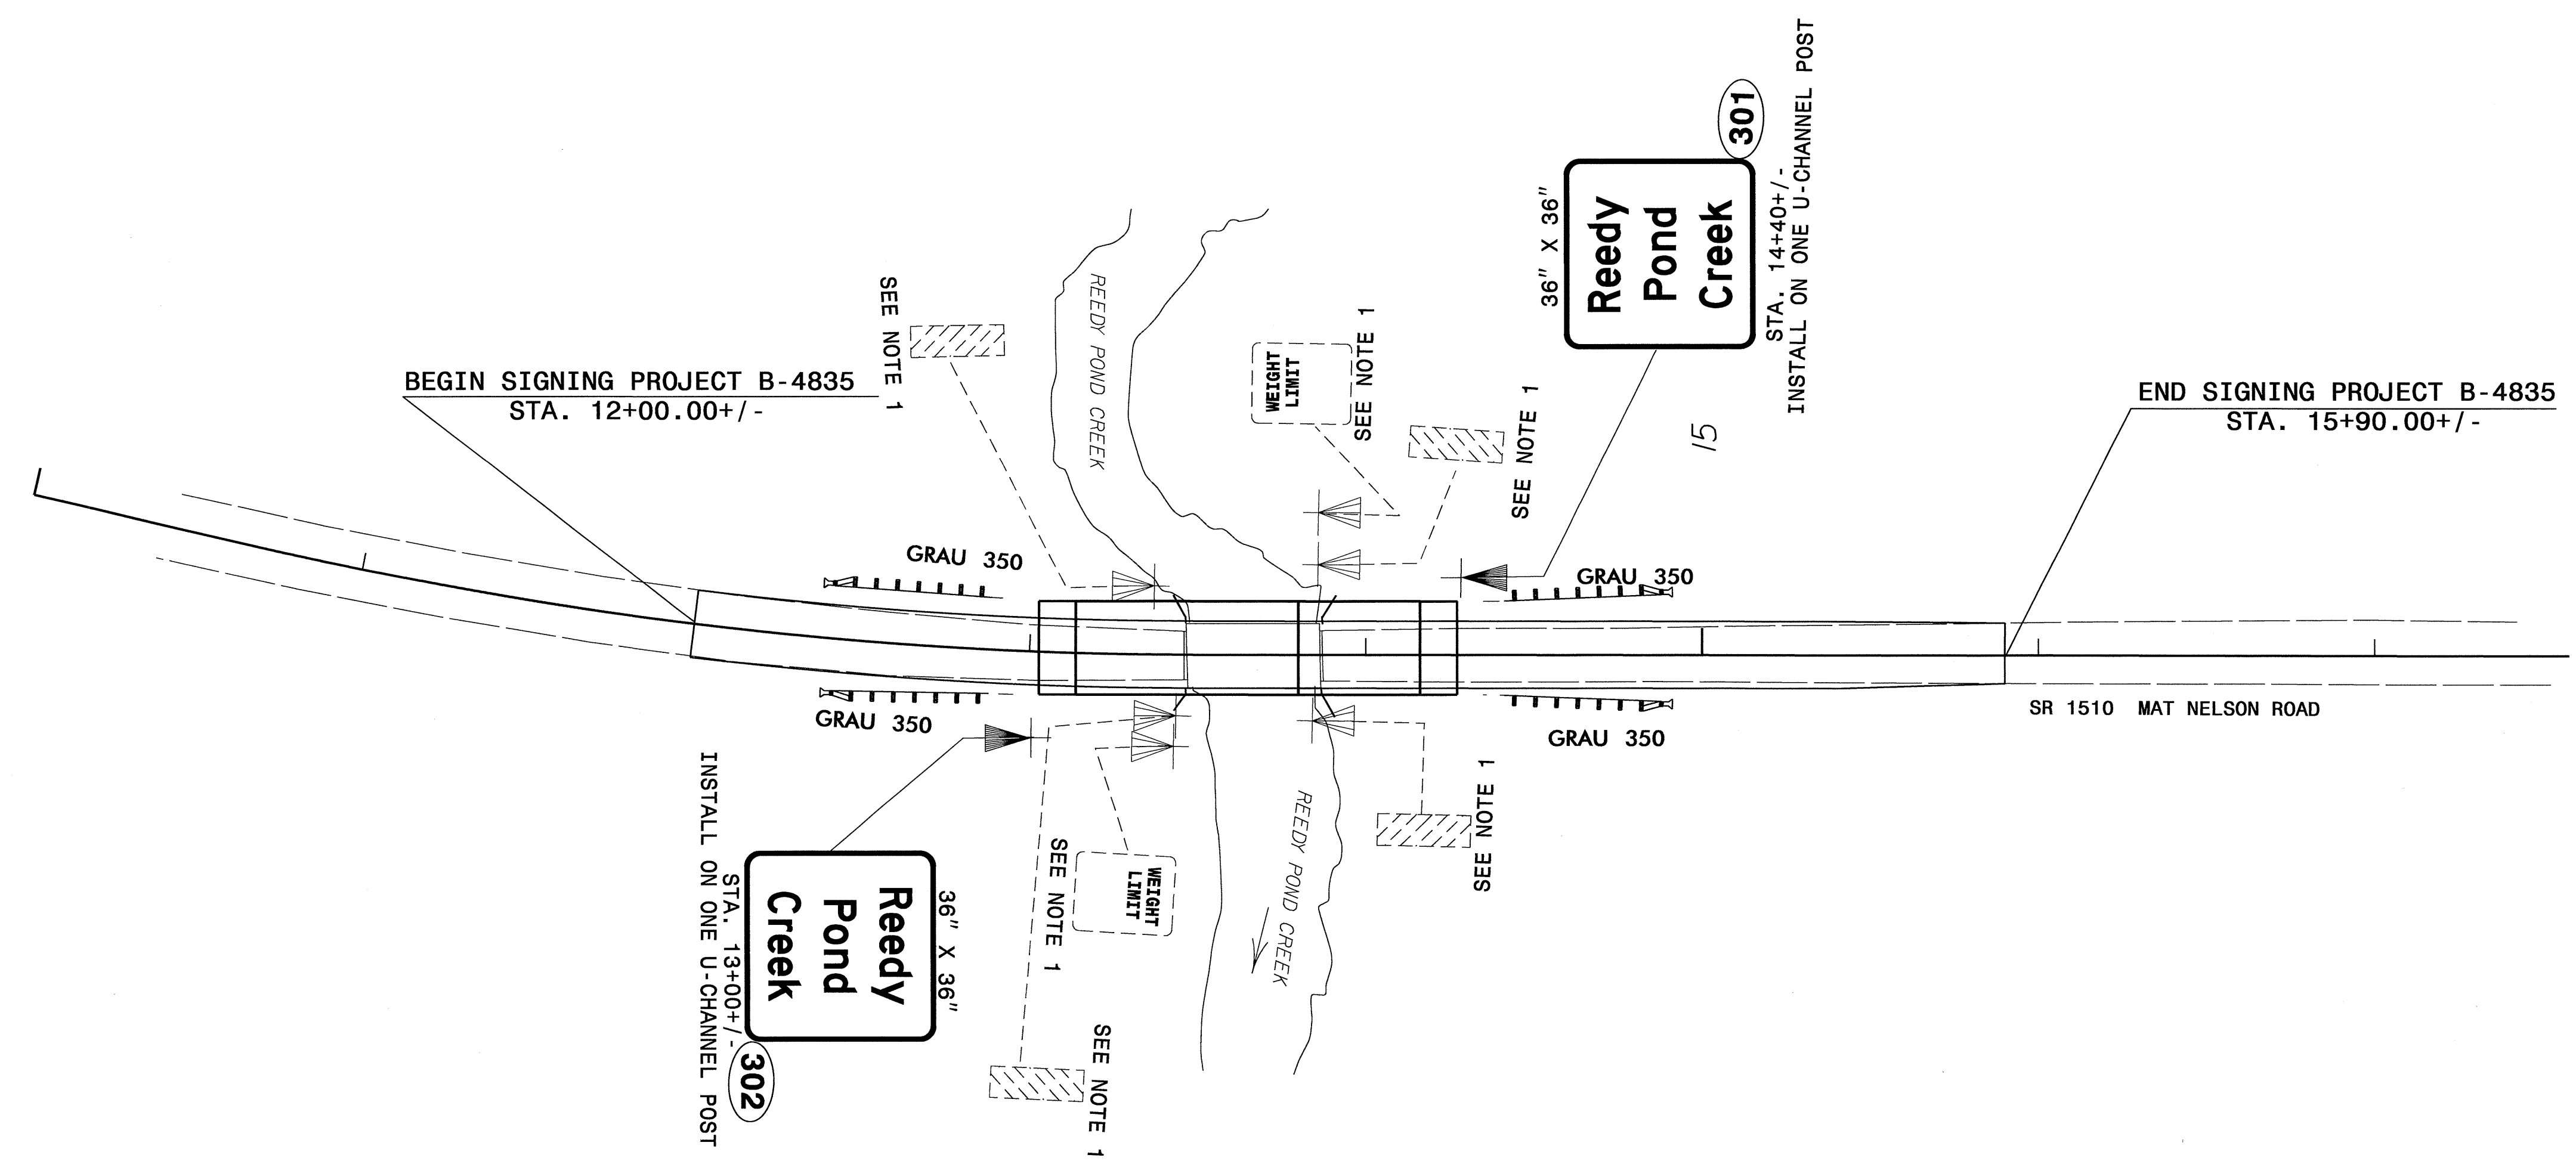 301
STA. 14+40+/-
INSTALL ON ONE U-CHANNEL POST
36" X 36"
Reedy
Pond
Creek
SEE NOTE 1
REEDY POND CREEK
WEIGHT
LIMIT
SEE NOTE 1
SEE NOTE 1
15
BEGIN SIGNING PROJECT B-4835
STA. 12+00.00+/-
END SIGNING PROJECT B-4835
STA. 15+90.00+/-
GRAU 350
GRAU 350
GRAU 350
GRAU 350
SR 1510 MAT NELSON ROAD
REEDY POND CREEK
SEE NOTE 1
WEIGHT
LIMIT
SEE NOTE 1
36" X 36"
Reedy
Pond
Creek
STA. 13+00+/-
INSTALL ON ONE U-CHANNEL POST
302
SEE NOTE 1